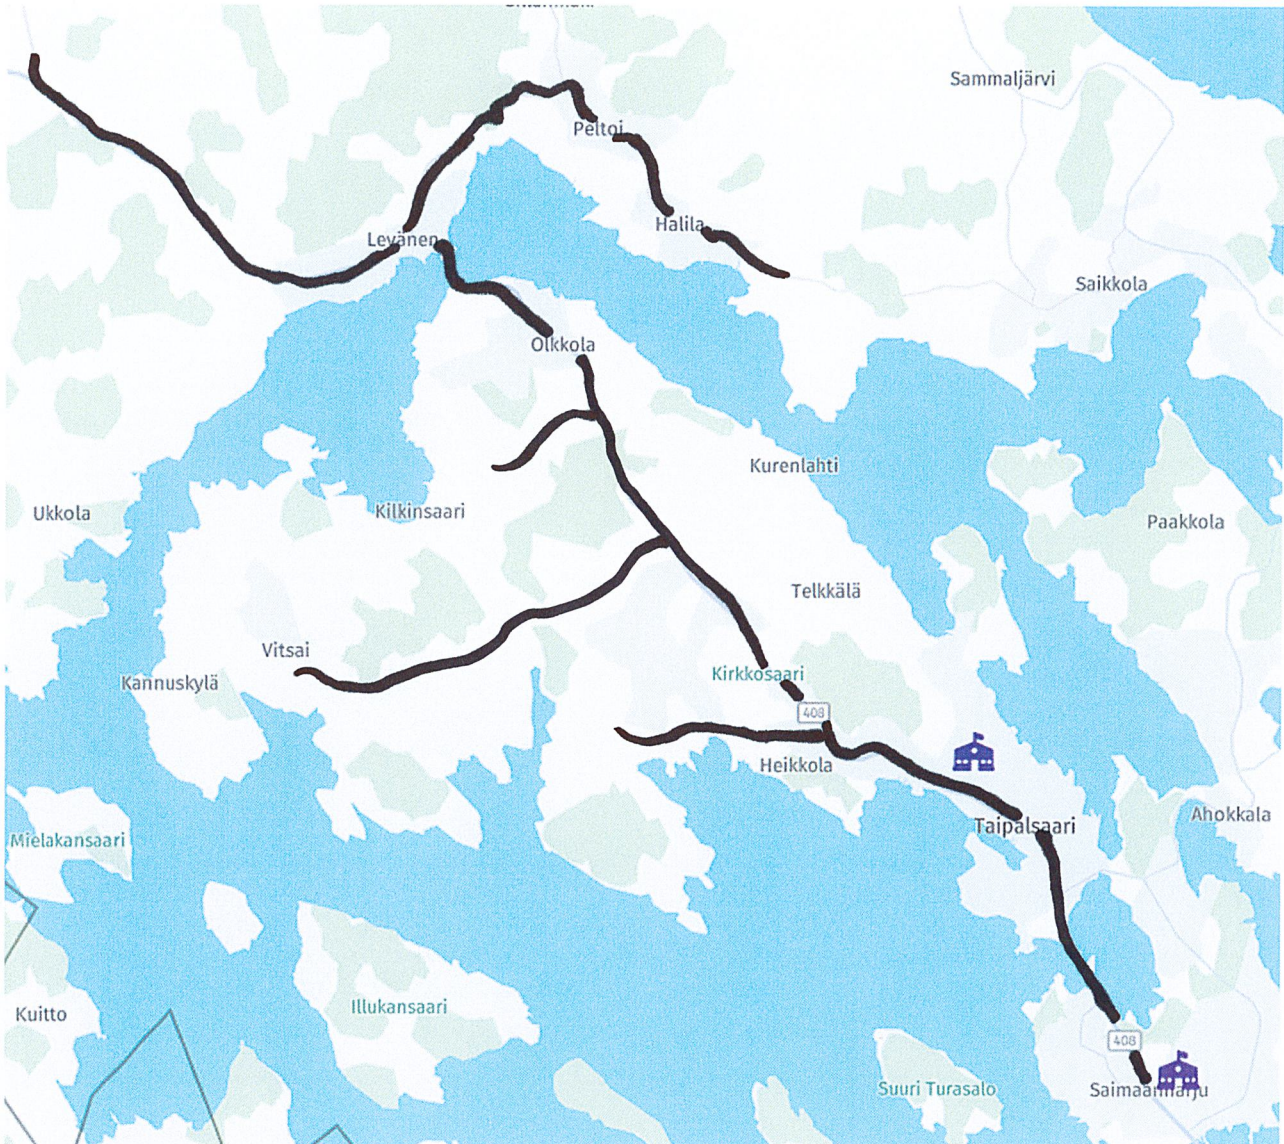 Sammaljärvi
Peltoi
Halila
Levänen
Saikkola
Olkkola
Kurenlahti
Ukkola
Kilkinsaari
Paakkola
Telkkälä
Vitsai
Kirkkosaari
Kannuskylä
408
Heikkola
Ahokkala
Taipalsaari
Mielakansaari
Illukansaari
Kuitto
408
Suuri Turasalo
Saimaanharju